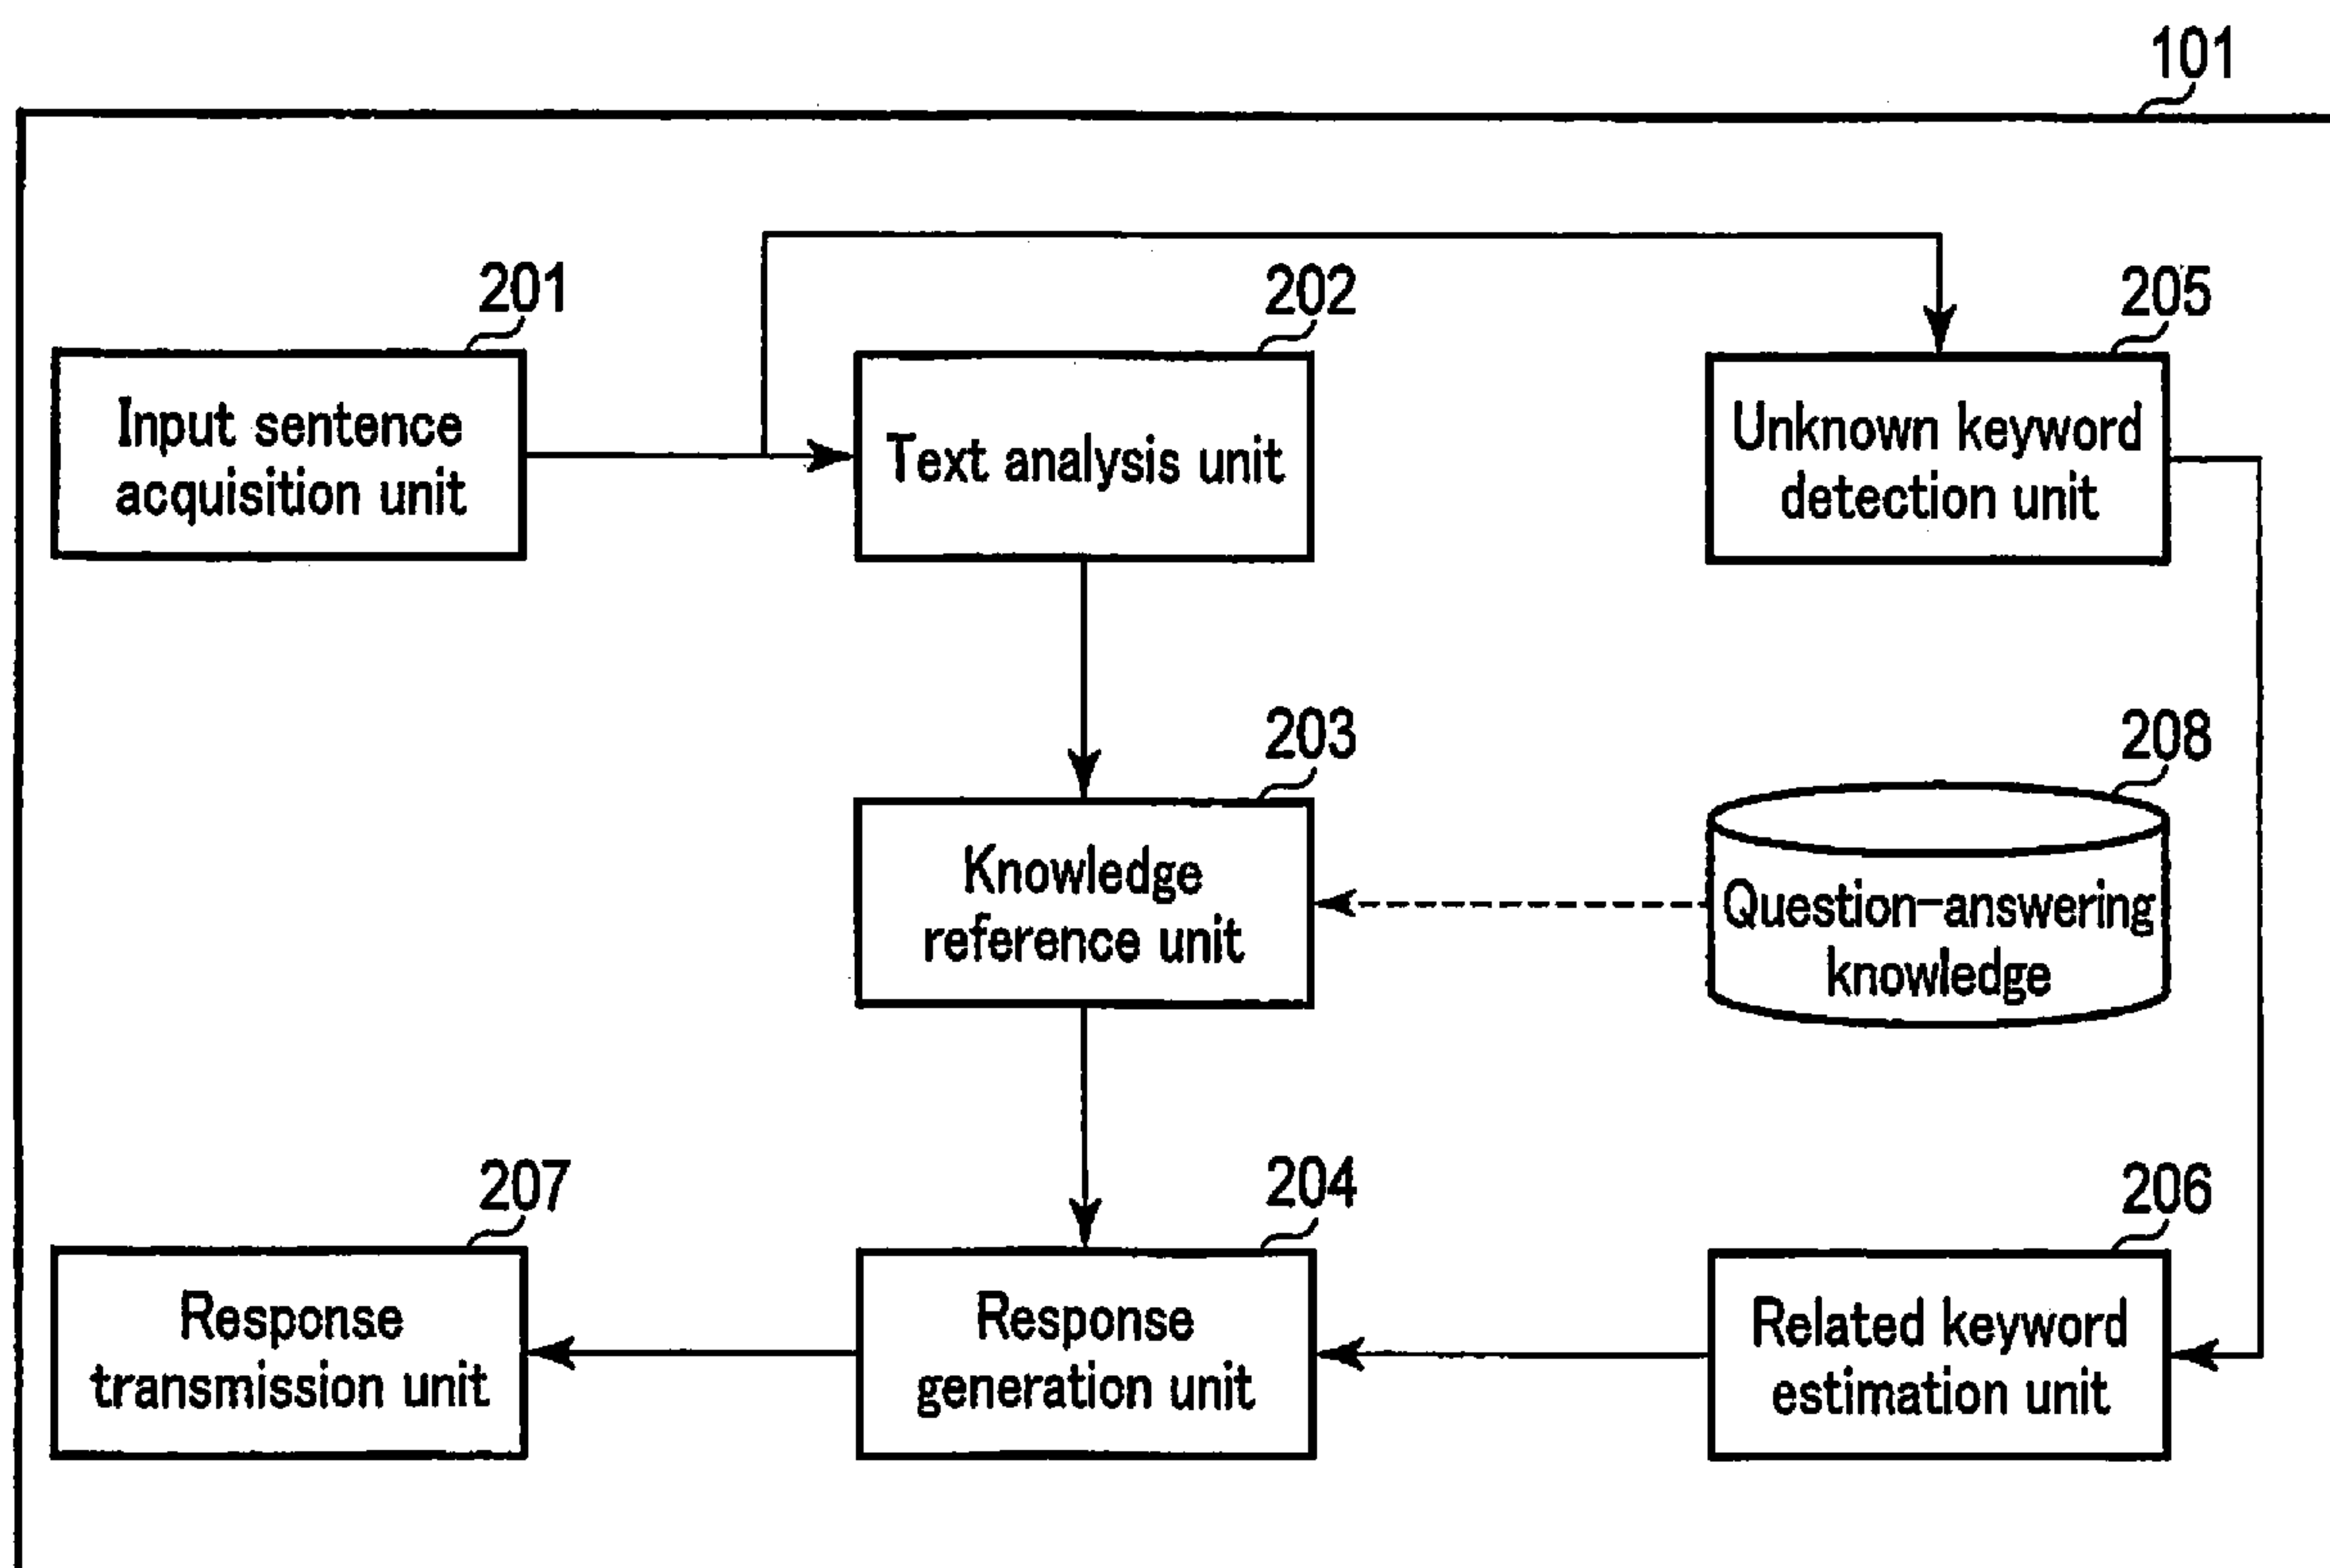 101
201
Input sentence
acquisition unit
202
Text analysis unit
205
Unknown keyword
detection unit
203
Knowledge
reference unit
208
Question-answering
knowledge
207
Response
transmission unit
204
Response
generation unit
206
Related keyword
estimation unit